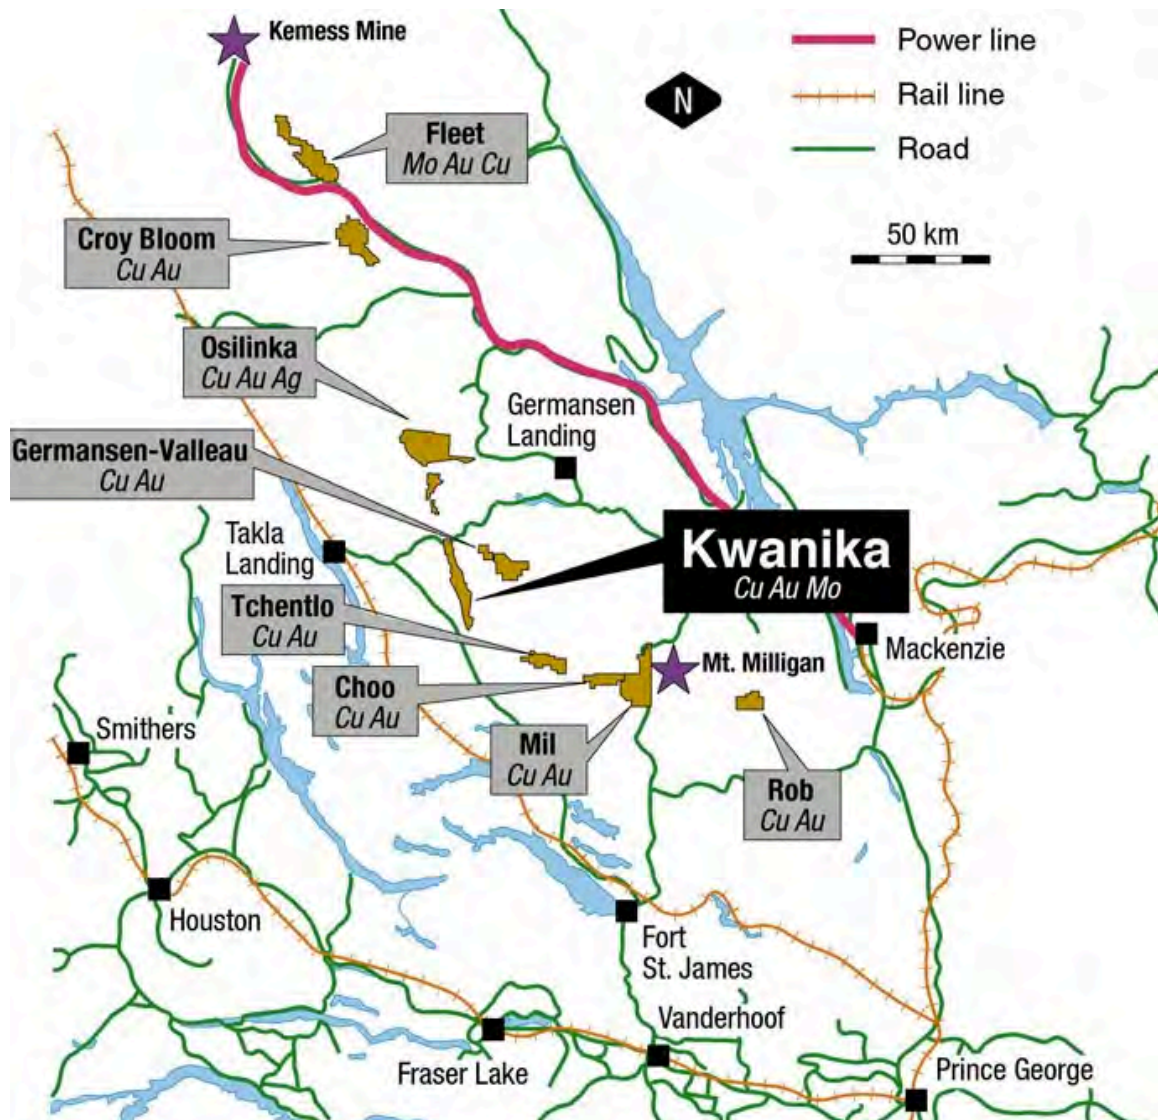 Kemess Mine
Power line
Rail line
Road
N
50 km
Fleet
Mo Au Cu
Croy Bloom
Cu Au
Osilinka
Cu Au Ag
Germansen
Landing
Germansen-Valleau
Cu Au
Takla
Landing
Kwanika
Cu Au Mo
Tchentlo
Cu Au
Mackenzie
Mt. Milligan
Choo
Cu Au
Smithers
Mil
Cu Au
Rob
Cu Au
Houston
Fort
St. James
Vanderhoof
Fraser Lake
Prince George